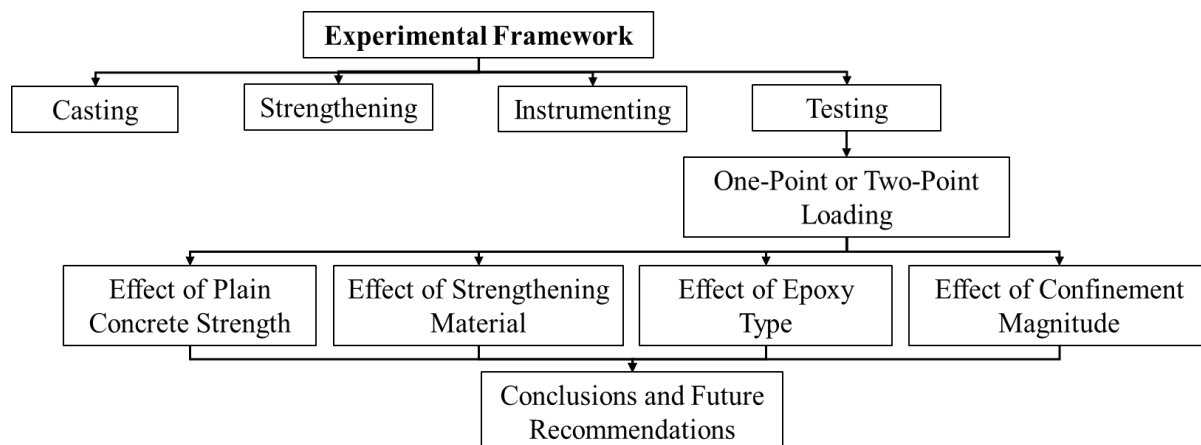 Experimental Framework
Casting
Strengthening
Instrumenting
Testing
One-Point or Two-Point
Loading
Effect of Plain
Concrete Strength
Effect of Strengthening
Material
Effect of Epoxy
Type
Effect of Confinement
Magnitude
Conclusions and Future
Recommendations